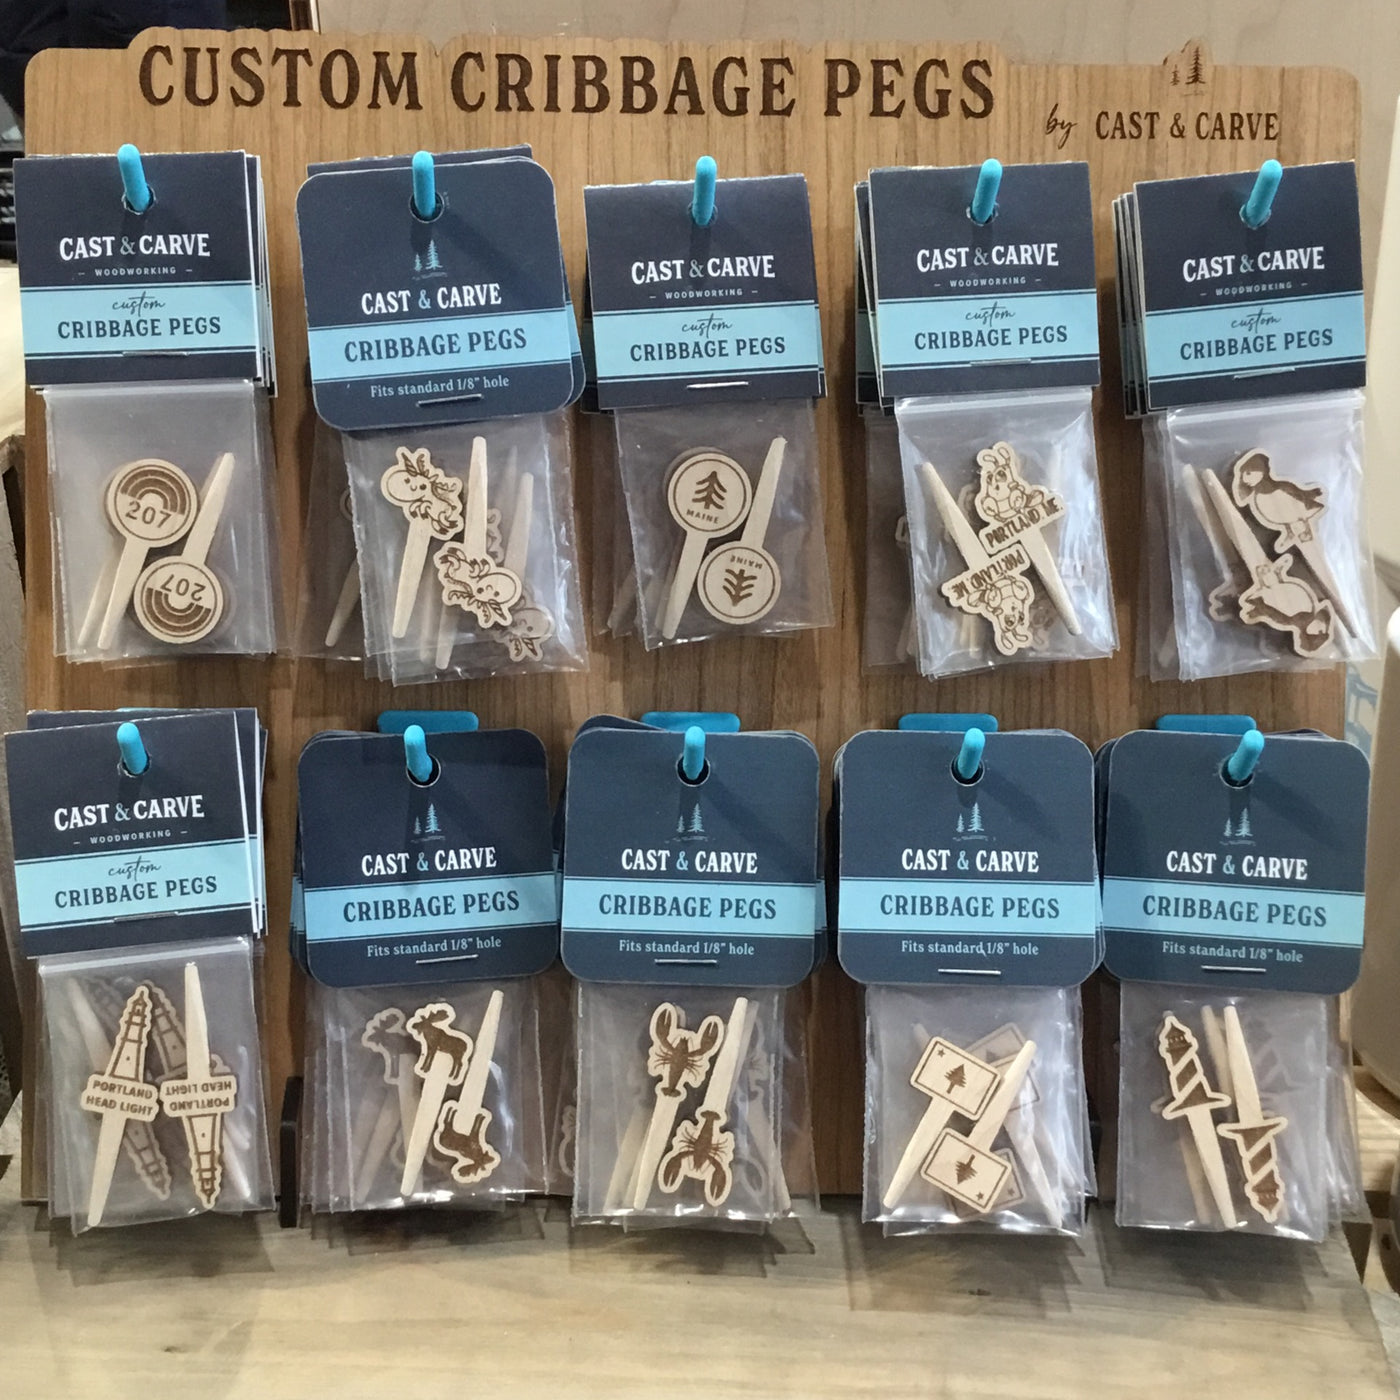 CUSTOM CRIBBAGE PEGS
by CAST & CARVE
CAST & CARVE
- WOODWORKING -
custom
CRIBBAGE PEGS
207
207
CAST & CARVE
CRIBBAGE PEGS
Fits standard 1/8" hole
CAST & CARVE
- WOODWORKING -
custom
CRIBBAGE PEGS
MAINE
MAINE
CAST & CARVE
- WOODWORKING -
custom
CRIBBAGE PEGS
PORTLAND ME
PORTLAND ME
CAST & CARVE
- WOODWORKING -
custom
CRIBBAGE PEGS
CAST & CARVE
- WOODWORKING -
custom
CRIBBAGE PEGS
PORTLAND
HEAD LIGHT
PORTLAND
HEAD LIGHT
CAST & CARVE
CRIBBAGE PEGS
Fits standard 1/8" hole
CAST & CARVE
CRIBBAGE PEGS
Fits standard 1/8" hole
CAST & CARVE
CRIBBAGE PEGS
Fits standard 1/8" hole
CAST & CARVE
CRIBBAGE PEGS
Fits standard 1/8" hole